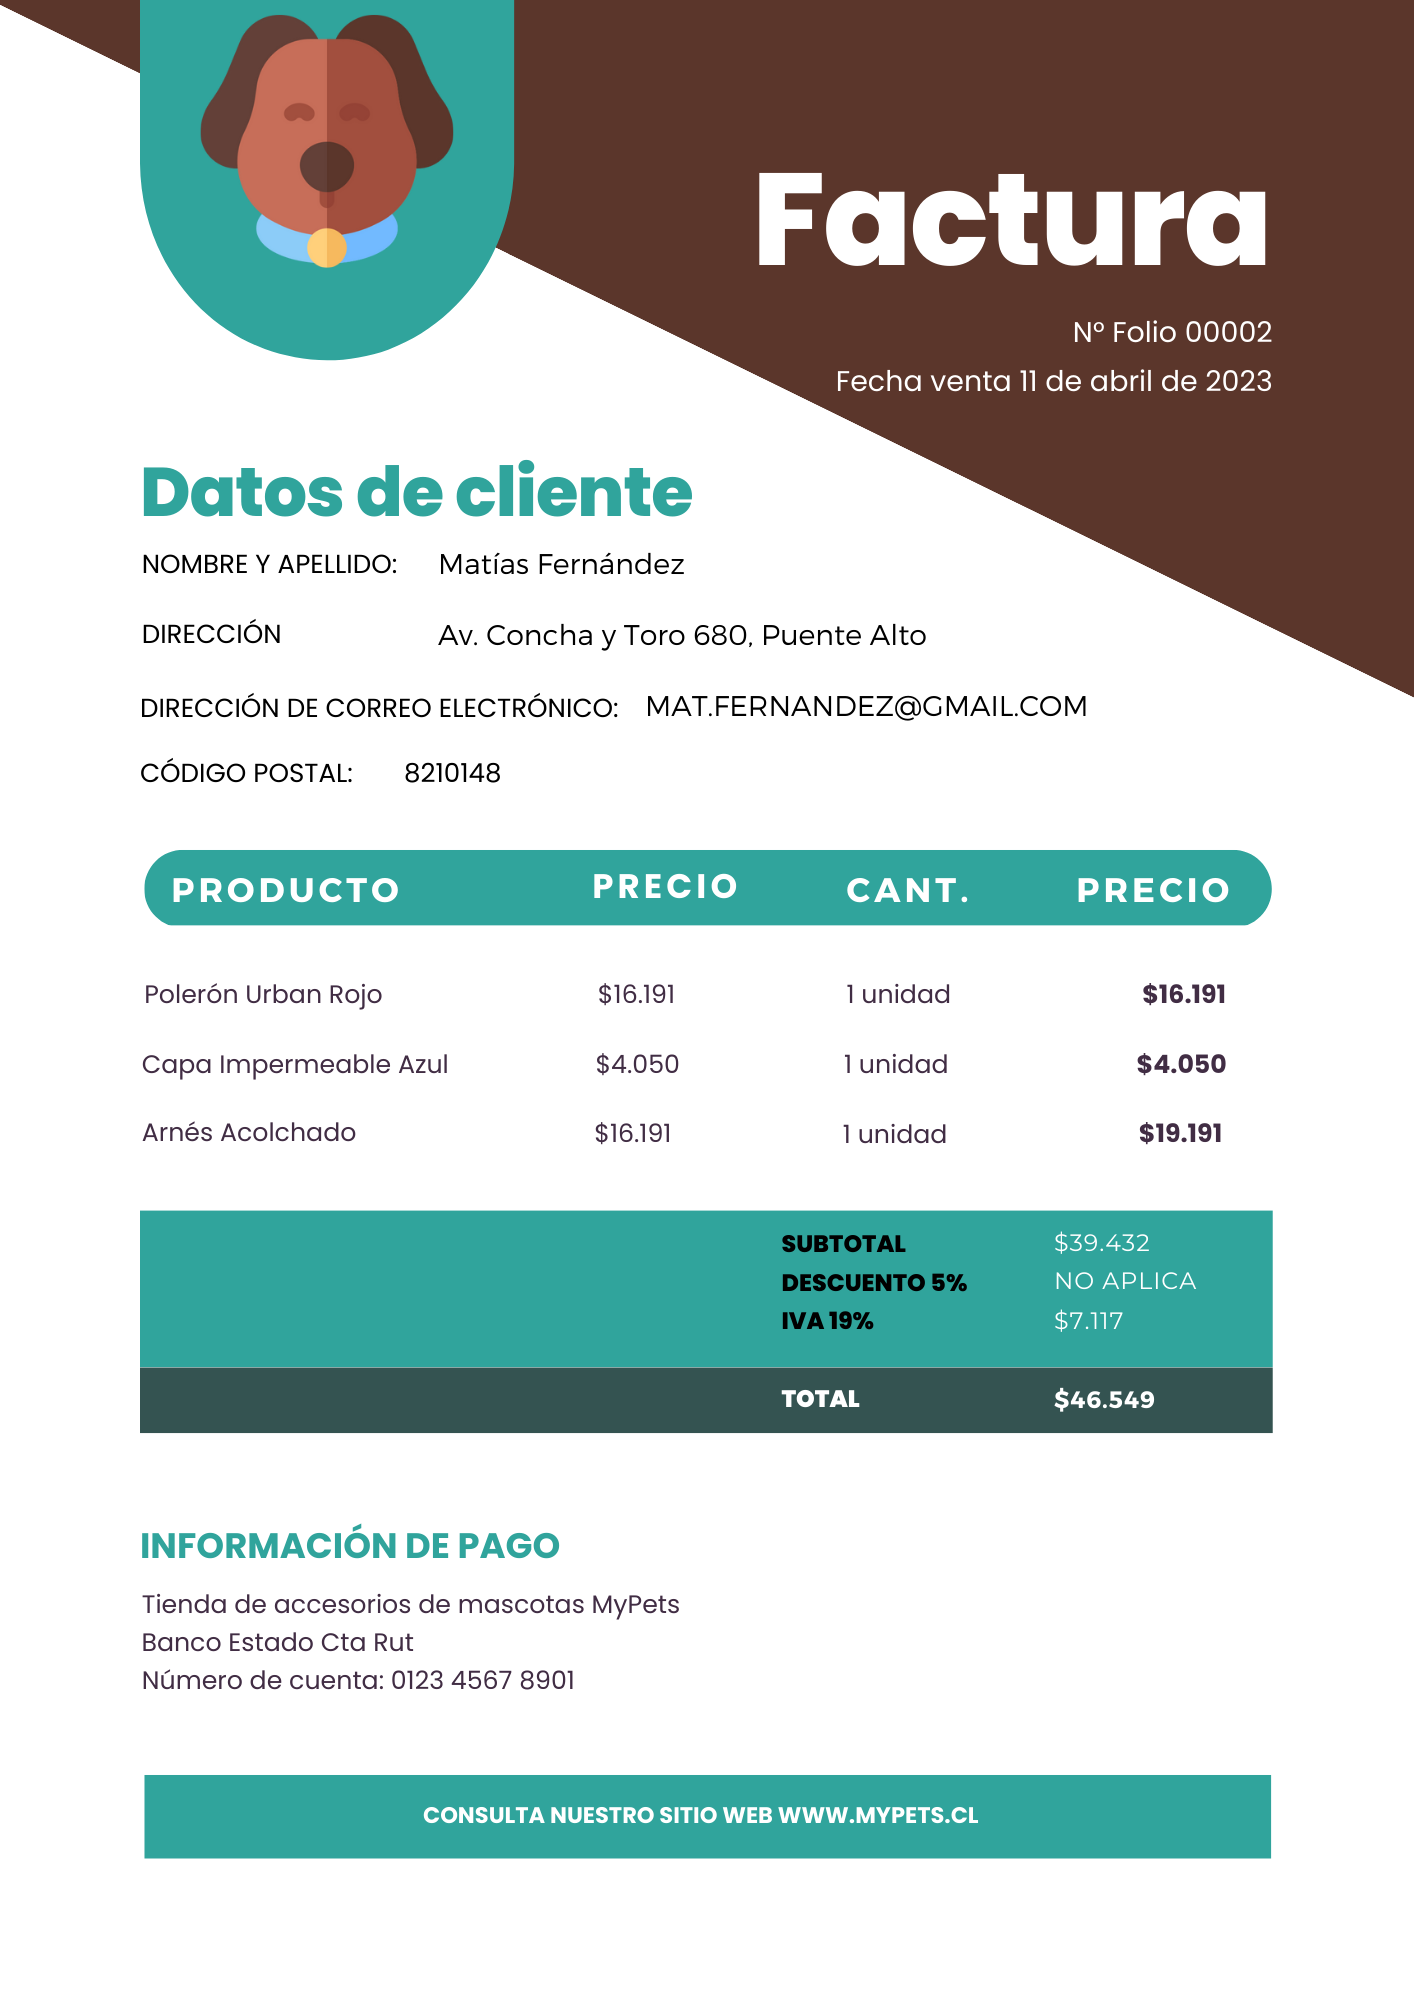 Factura
Nº Folio 00002
Fecha venta 11 de abril de 2023
Datos de cliente
NOMBRE Y APELLIDO: Matías Fernández
DIRECCIÓN Av. Concha y Toro 680, Puente Alto
DIRECCIÓN DE CORREO ELECTRÓNICO: MAT.FERNANDEZ@GMAIL.COM
CÓDIGO POSTAL: 8210148
PRODUCTO PRECIO CANT. PRECIO
Polerón Urban Rojo $16.191 1 unidad $16.191
Capa Impermeable Azul $4.050 1 unidad $4.050
Arnés Acolchado $16.191 1 unidad $19.191
SUBTOTAL $39.432
DESCUENTO 5% NO APLICA
IVA 19% $7.117
TOTAL $46.549
INFORMACIÓN DE PAGO
Tienda de accesorios de mascotas MyPets
Banco Estado Cta Rut
Número de cuenta: 0123 4567 8901
CONSULTA NUESTRO SITIO WEB WWW.MYPETS.CL